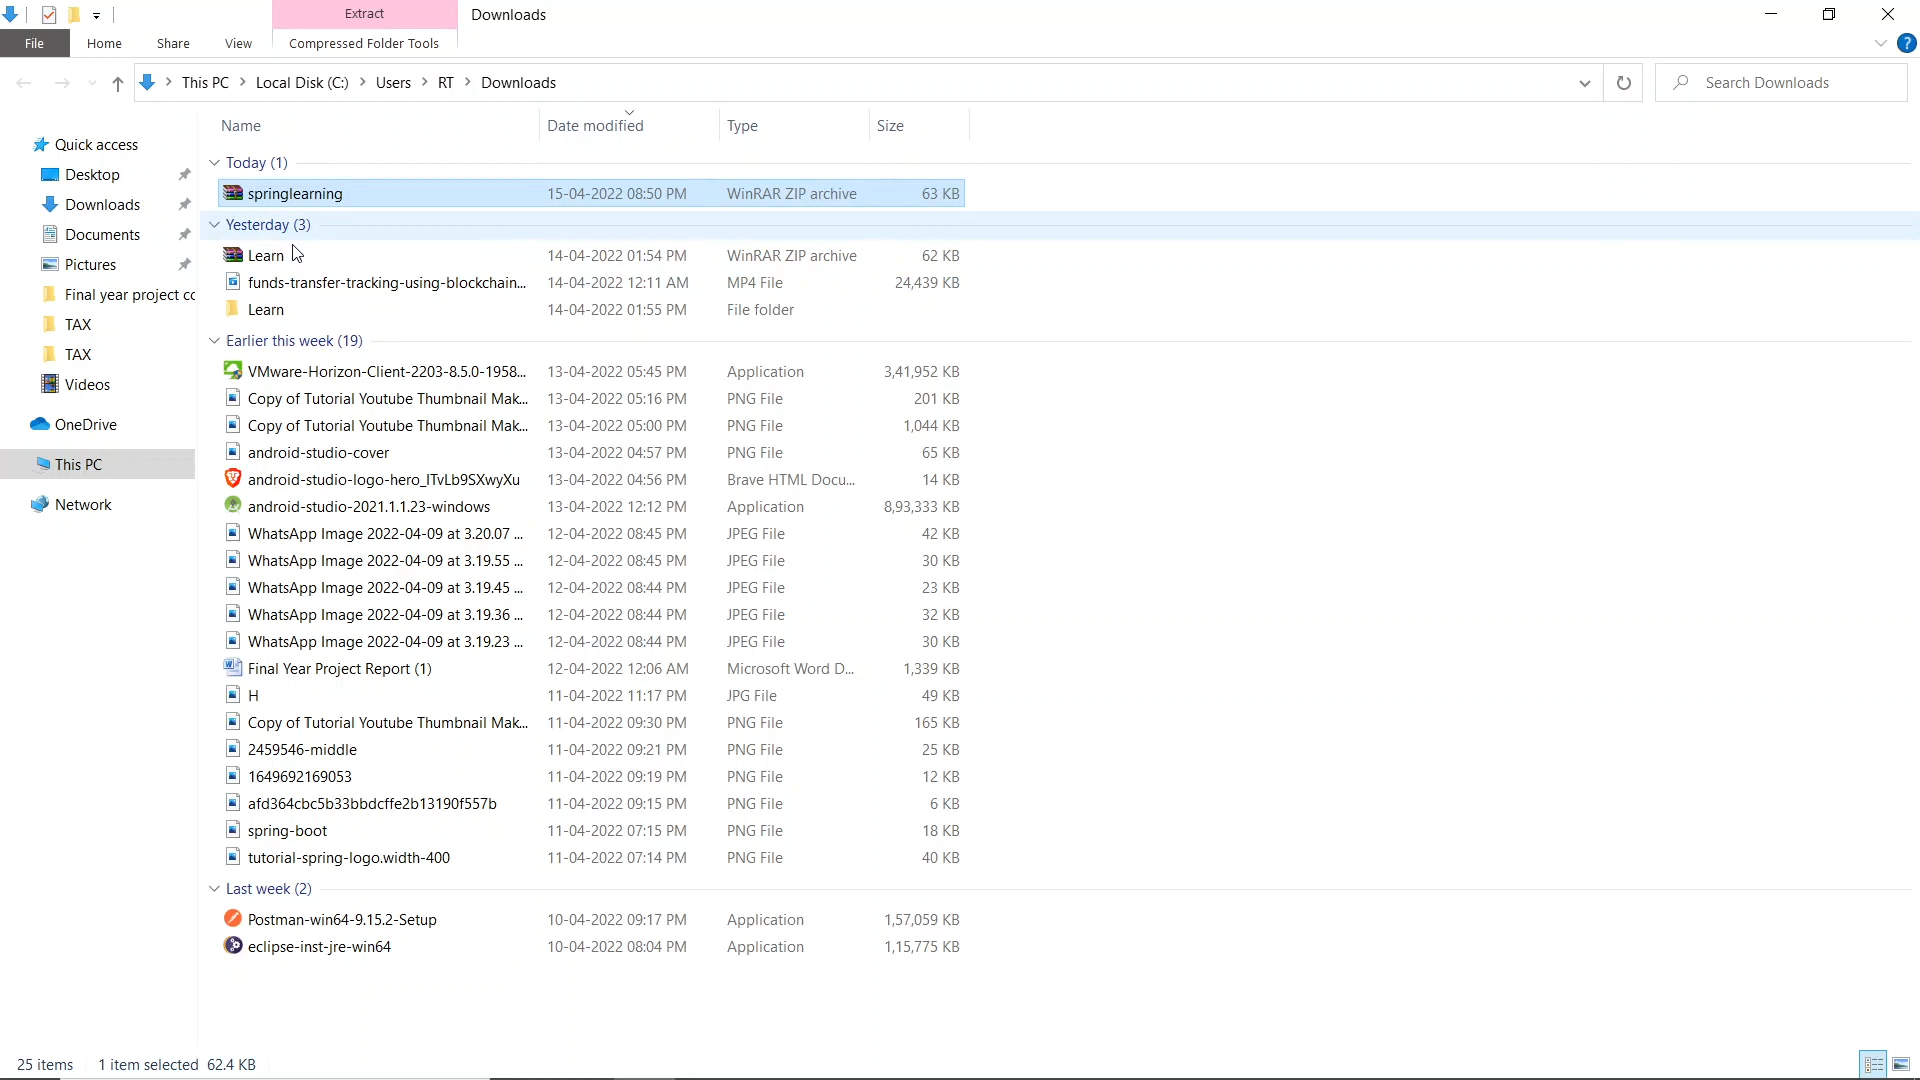 Extract Downloads
File Home Share View Compressed Folder Tools ?
This PC Local Disk (C:) Users RT Downloads Search Downloads
Name Date modified Type Size
Quick access
Desktop
Downloads
Documents
Pictures
Final year project cc
TAX
TAX
Videos
OneDrive
This PC
Network
Today (1)
springlearning 15-04-2022 08:50 PM WinRAR ZIP archive 63 KB
Yesterday (3)
Learn 14-04-2022 01:54 PM WinRAR ZIP archive 62 KB
funds-transfer-tracking-using-blockchain... 14-04-2022 12:11 AM MP4 File 24,439 KB
Learn 14-04-2022 01:55 PM File folder
Earlier this week (19)
VMware-Horizon-Client-2203-8.5.0-1958... 13-04-2022 05:45 PM Application 3,41,952 KB
Copy of Tutorial Youtube Thumbnail Mak... 13-04-2022 05:16 PM PNG File 201 KB
Copy of Tutorial Youtube Thumbnail Mak... 13-04-2022 05:00 PM PNG File 1,044 KB
android-studio-cover 13-04-2022 04:57 PM PNG File 65 KB
android-studio-logo-hero_ITvLb9SXwyXu 13-04-2022 04:56 PM Brave HTML Docu... 14 KB
android-studio-2021.1.1.23-windows 13-04-2022 12:12 PM Application 8,93,333 KB
WhatsApp Image 2022-04-09 at 3.20.07 ... 12-04-2022 08:45 PM JPEG File 42 KB
WhatsApp Image 2022-04-09 at 3.19.55 ... 12-04-2022 08:45 PM JPEG File 30 KB
WhatsApp Image 2022-04-09 at 3.19.45 ... 12-04-2022 08:44 PM JPEG File 23 KB
WhatsApp Image 2022-04-09 at 3.19.36 ... 12-04-2022 08:44 PM JPEG File 32 KB
WhatsApp Image 2022-04-09 at 3.19.23 ... 12-04-2022 08:44 PM JPEG File 30 KB
Final Year Project Report (1) 12-04-2022 12:06 AM Microsoft Word D... 1,339 KB
H 11-04-2022 11:17 PM JPG File 49 KB
Copy of Tutorial Youtube Thumbnail Mak... 11-04-2022 09:30 PM PNG File 165 KB
2459546-middle 11-04-2022 09:21 PM PNG File 25 KB
1649692169053 11-04-2022 09:19 PM PNG File 12 KB
afd364cbc5b33bbdcffe2b13190f557b 11-04-2022 09:15 PM PNG File 6 KB
spring-boot 11-04-2022 07:15 PM PNG File 18 KB
tutorial-spring-logo.width-400 11-04-2022 07:14 PM PNG File 40 KB
Last week (2)
Postman-win64-9.15.2-Setup 10-04-2022 09:17 PM Application 1,57,059 KB
eclipse-inst-jre-win64 10-04-2022 08:04 PM Application 1,15,775 KB
25 items 1 item selected 62.4 KB